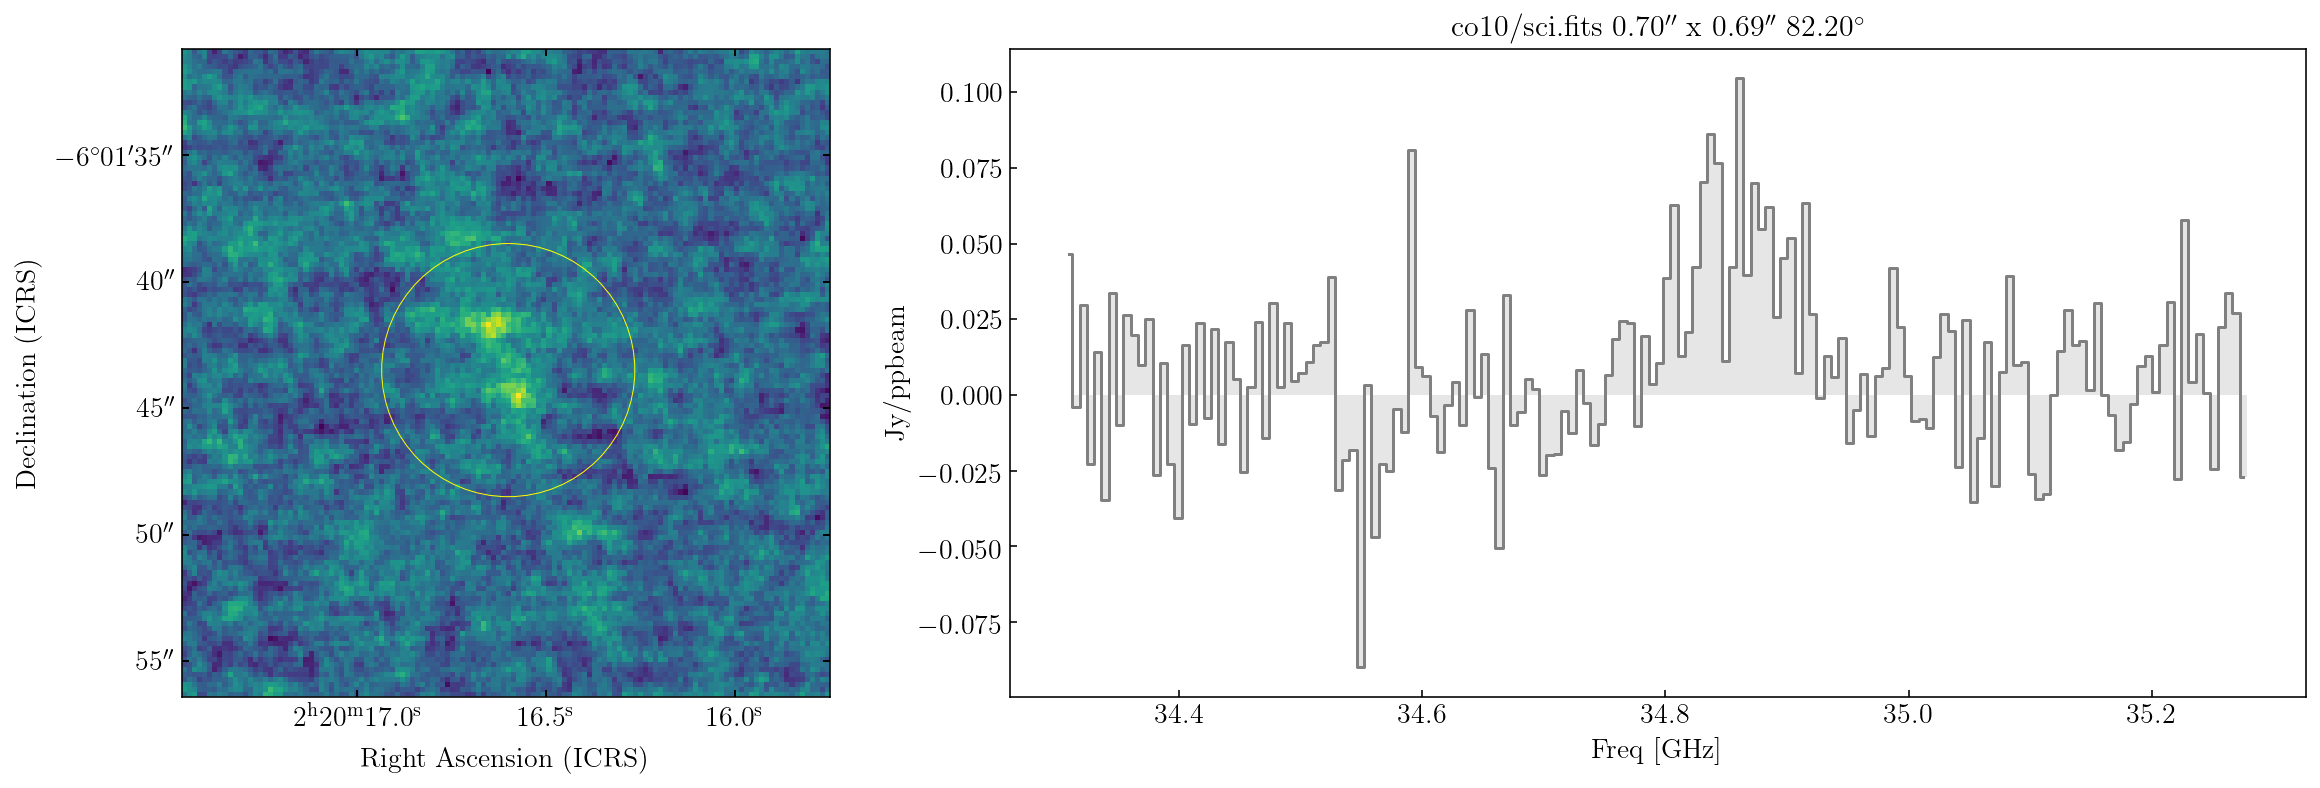 co10/sci.fits 0.70″ x 0.69″ 82.20°
−6°01′35″
40″
45″
50″
55″
2ʰ20ᵐ17.0ˢ 16.5ˢ 16.0ˢ
Right Ascension (ICRS)
Declination (ICRS)
0.100
0.075
0.050
0.025
0.000
−0.025
−0.050
−0.075
Jy/ppbeam
34.4 34.6 34.8 35.0 35.2
Freq [GHz]